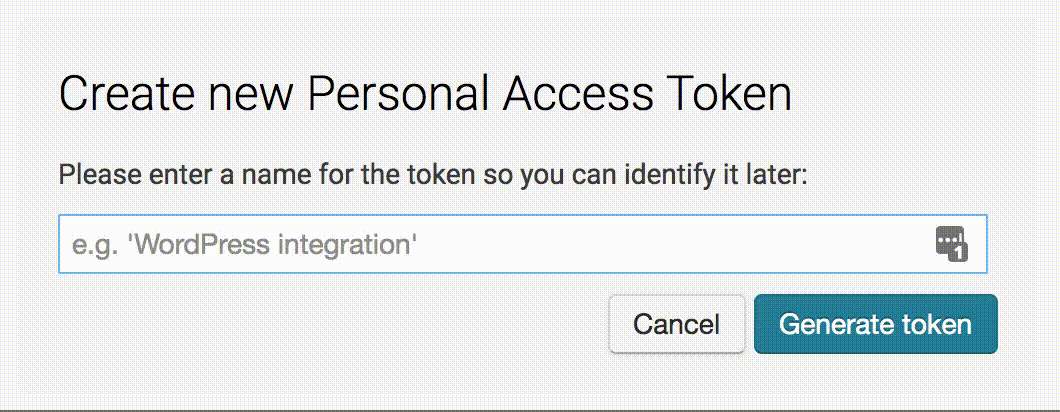 Create new Personal Access Token
Please enter a name for the token so you can identify it later:
e.g. 'WordPress integration'
1
Cancel
Generate token